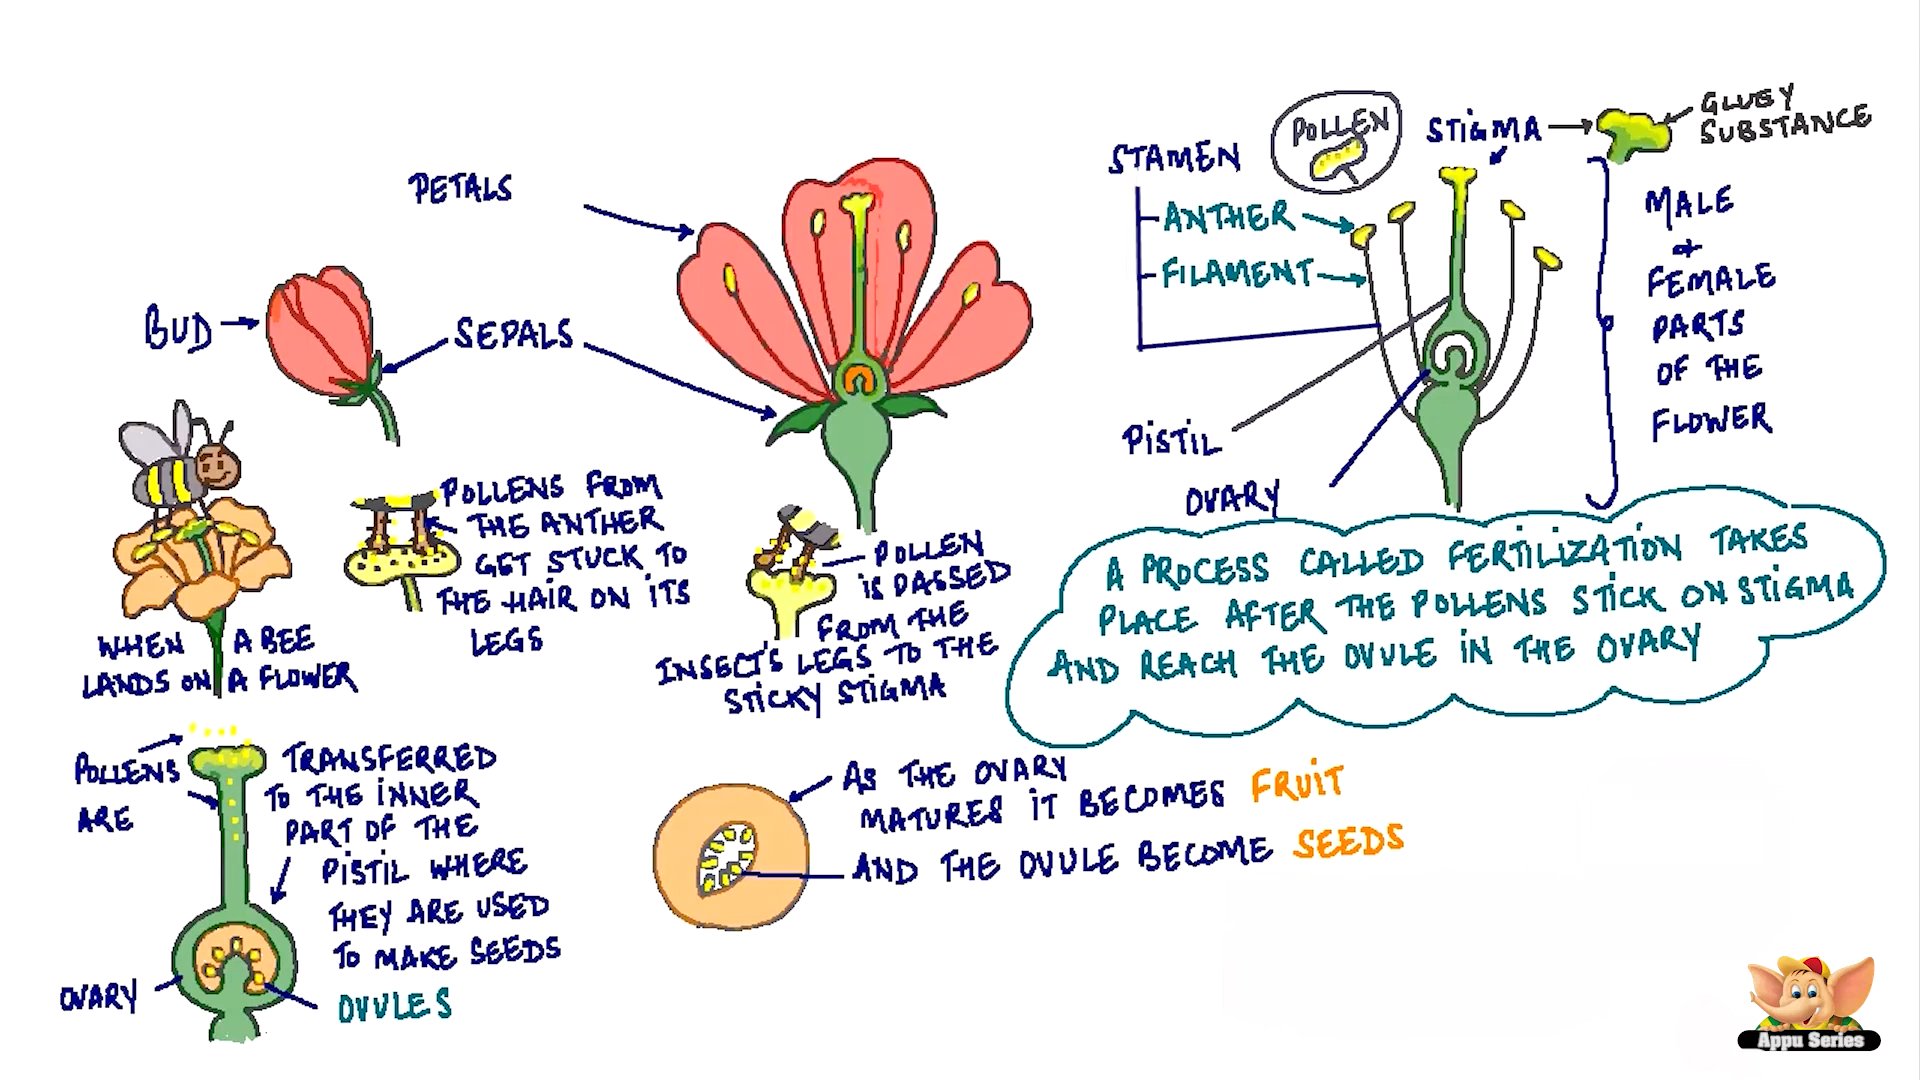 PETALS
BUD
SEPALS
STAMEN
POLLEN
STIGMA
GLUEY
SUBSTANCE
ANTHER
FILAMENT
PISTIL
OVARY
MALE
&
FEMALE
PARTS
OF THE
FLOWER
WHEN A BEE
LANDS ON A FLOWER
POLLENS FROM
THE ANTHER
GET STUCK TO
THE HAIR ON ITS
LEGS
POLLEN
IS PASSED
FROM THE
INSECT'S LEGS TO THE
STICKY STIGMA
A PROCESS CALLED FERTILIZATION TAKES
PLACE AFTER THE POLLENS STICK ON STIGMA
AND REACH THE OVULE IN THE OVARY
POLLENS
ARE
TRANSFERRED
TO THE INNER
PART OF THE
PISTIL WHERE
THEY ARE USED
TO MAKE SEEDS
OVARY
OVULES
AS THE OVARY
MATURES IT BECOMES FRUIT
AND THE OVULE BECOME SEEDS
Appu Series